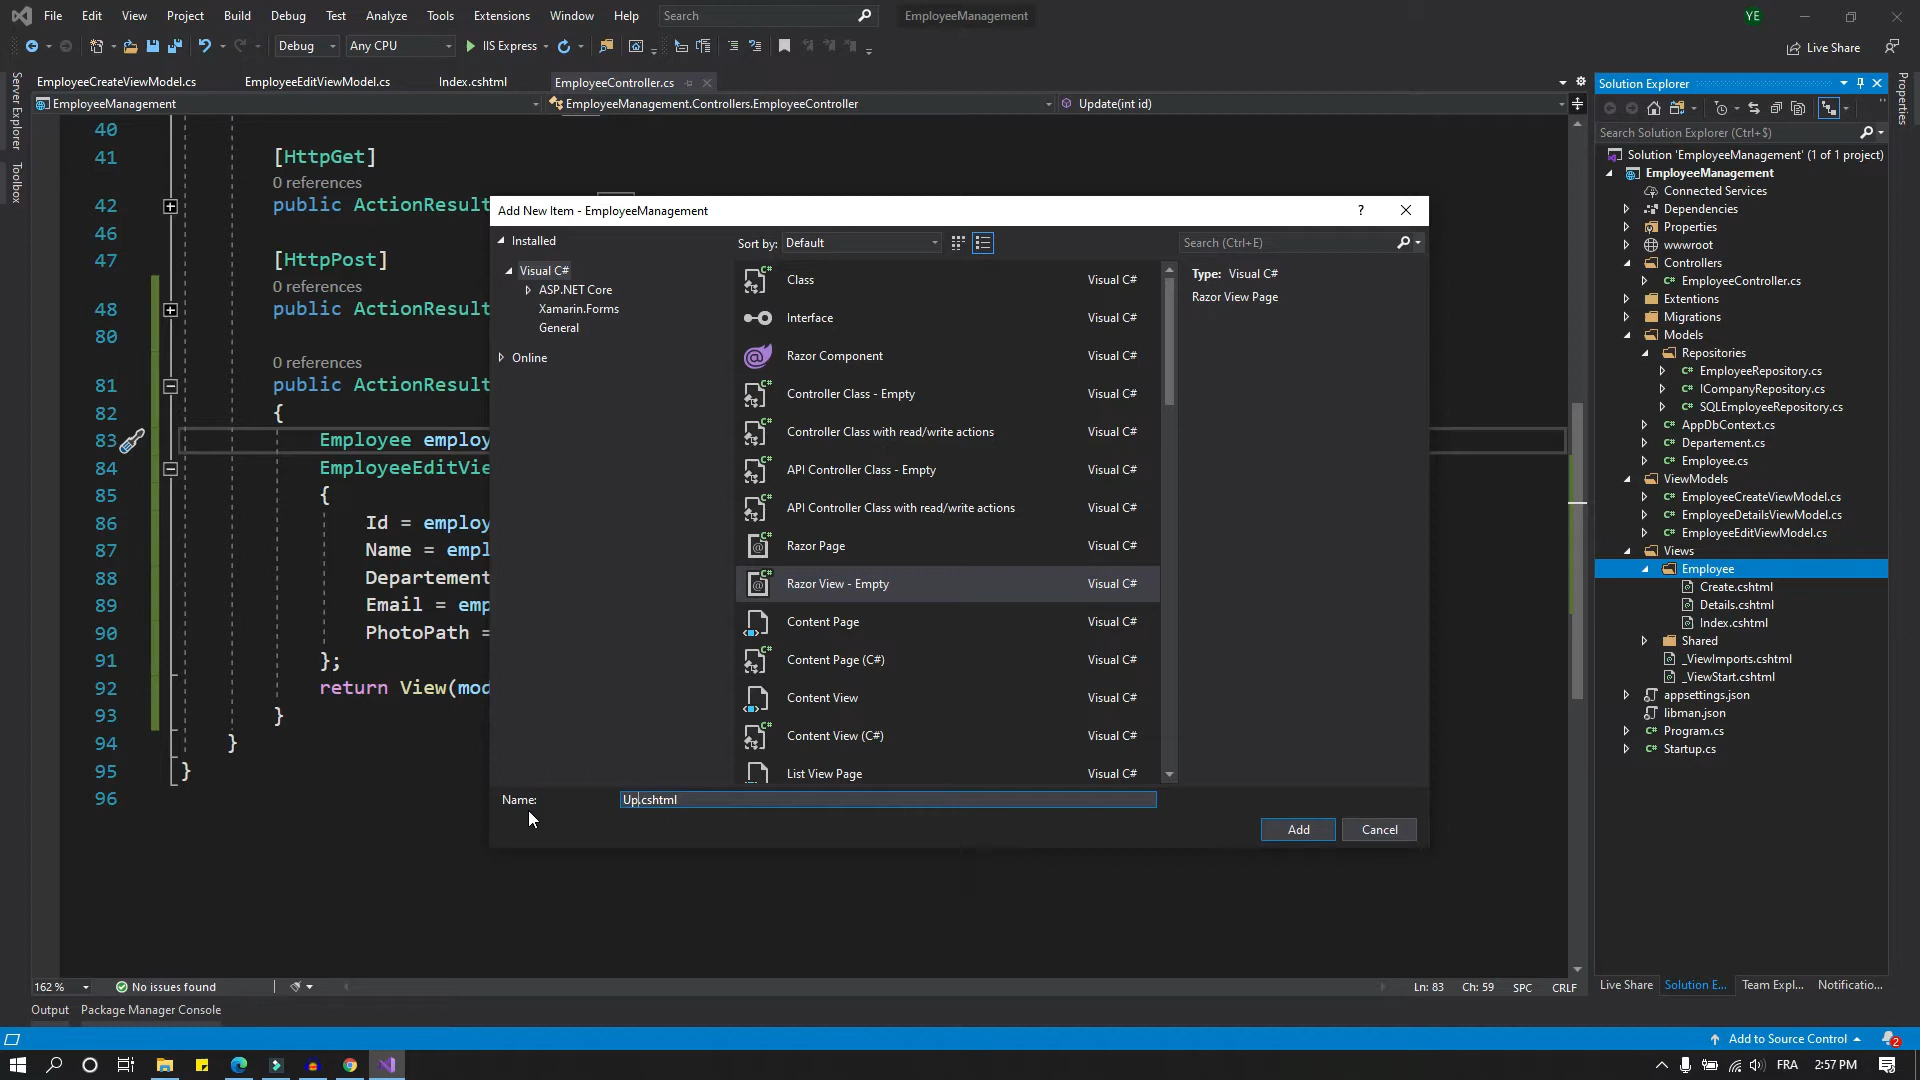 File Edit View Project Build Debug Test Analyze Tools Extensions Window Help Search EmployeeManagement YE
Debug Any CPU IIS Express Live Share
EmployeeCreateViewModel.cs EmployeeEditViewModel.cs Index.cshtml EmployeeController.cs
EmployeeManagement EmployeeManagement.Controllers.EmployeeController Update(int id)
Server Explorer
Toolbox
40
41 [HttpGet]
0 references
42 public ActionResult
46
47 [HttpPost]
0 references
48 public ActionResult
80
0 references
81 public ActionResult
82 {
83 Employee employ
84 EmployeeEditVie
85 {
86 Id = employ
87 Name = empl
88 Departement
89 Email = emp
90 PhotoPath =
91 };
92 return View(mod
93 }
94 }
95 }
96
Add New Item - EmployeeManagement ?
Installed
Visual C#
ASP.NET Core
Xamarin.Forms
General
Online
Sort by: Default
Search (Ctrl+E)
Class Visual C#
Interface Visual C#
Razor Component Visual C#
Controller Class - Empty Visual C#
Controller Class with read/write actions Visual C#
API Controller Class - Empty Visual C#
API Controller Class with read/write actions Visual C#
Razor Page Visual C#
Razor View - Empty Visual C#
Content Page Visual C#
Content Page (C#) Visual C#
Content View Visual C#
Content View (C#) Visual C#
List View Page Visual C#
Type: Visual C#
Razor View Page
Name: Up.cshtml
Add Cancel
Solution Explorer
Search Solution Explorer (Ctrl+$)
Solution 'EmployeeManagement' (1 of 1 project)
EmployeeManagement
Connected Services
Dependencies
Properties
wwwroot
Controllers
EmployeeController.cs
Extentions
Migrations
Models
Repositories
EmployeeRepository.cs
ICompanyRepository.cs
SQLEmployeeRepository.cs
AppDbContext.cs
Departement.cs
Employee.cs
ViewModels
EmployeeCreateViewModel.cs
EmployeeDetailsViewModel.cs
EmployeeEditViewModel.cs
Views
Employee
Create.cshtml
Details.cshtml
Index.cshtml
Shared
_ViewImports.cshtml
_ViewStart.cshtml
appsettings.json
libman.json
Program.cs
Startup.cs
Properties
162 % No issues found Ln: 83 Ch: 59 SPC CRLF
Live Share Solution E... Team Expl... Notificatio...
Output Package Manager Console
Add to Source Control 2
FRA 2:57 PM